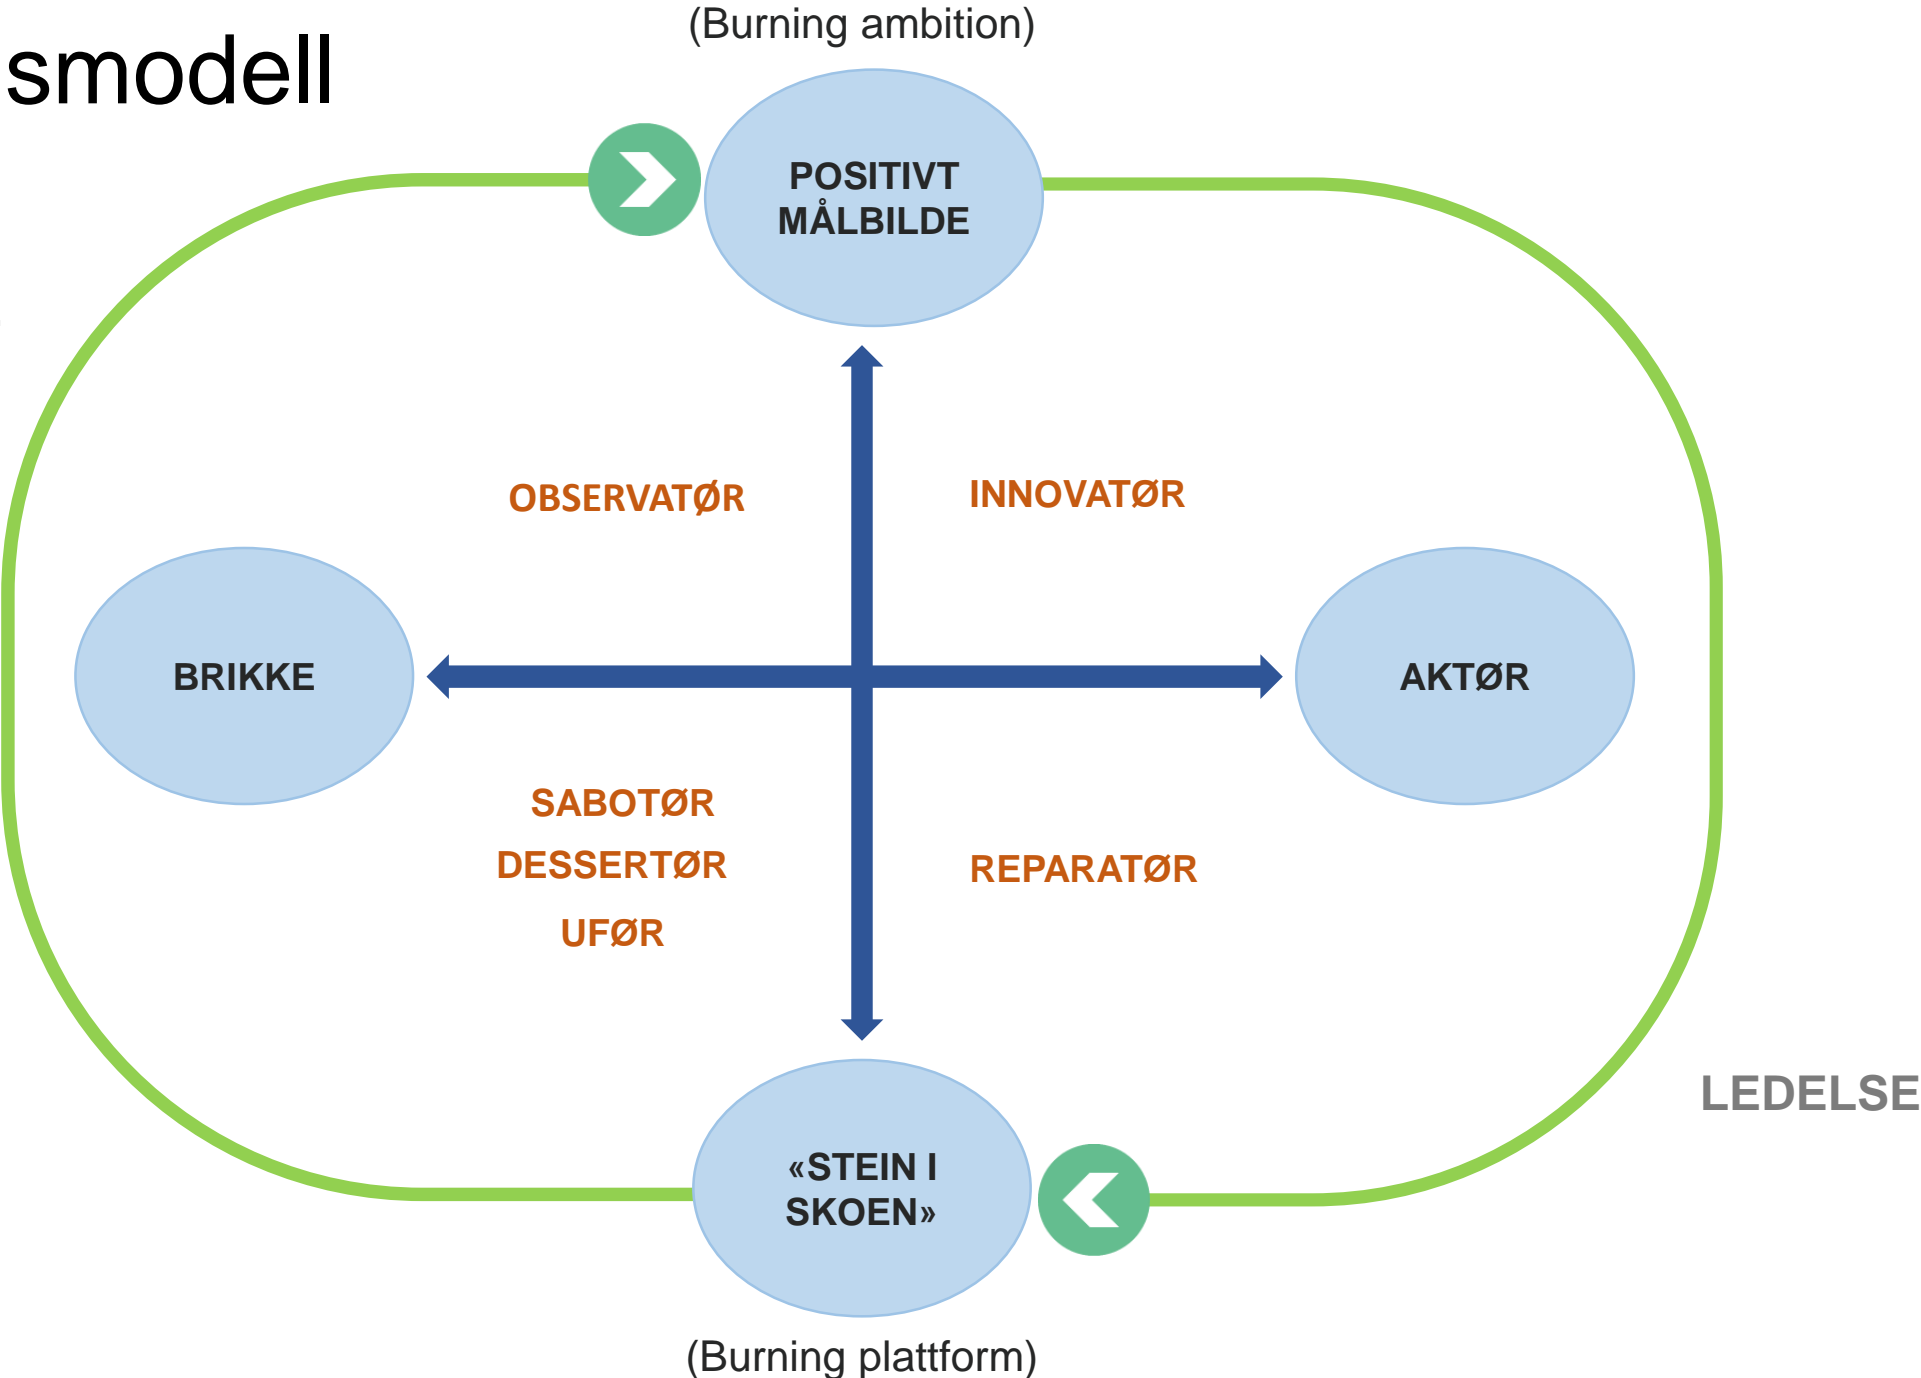 (Burning ambition)
smodell
POSITIVT
MÅLBILDE
OBSERVATØR
INNOVATØR
BRIKKE
AKTØR
SABOTØR
DESSERTØR
REPARATØR
UFØR
LEDELSE
«STEIN I
SKOEN»
(Burning plattform)